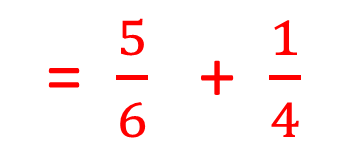 = 5/6 + 1/4